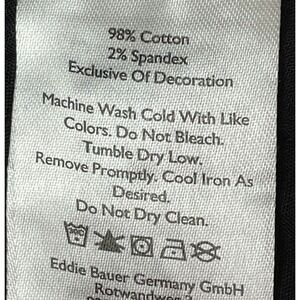 98% Cotton
2% Spandex
Exclusive Of Decoration
Machine Wash Cold With Like
Colors. Do Not Bleach.
Tumble Dry Low.
Remove Promptly. Cool Iron As
Desired.
Do Not Dry Clean.
Eddie Bauer Germany GmbH